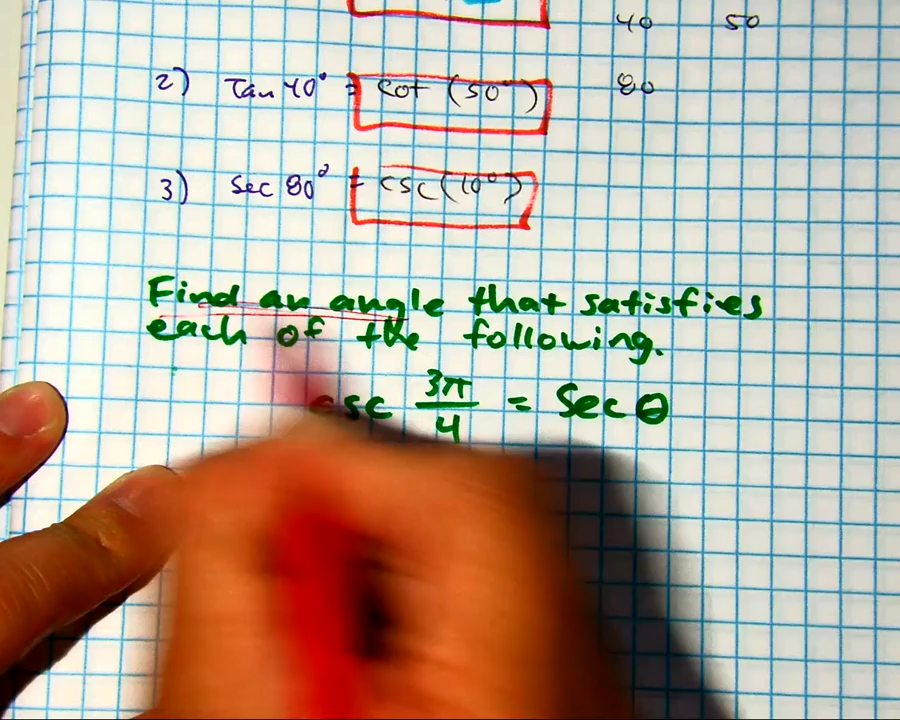 40 50
2) Tan 40° = cot (50°) 80
3) sec 80° = csc (10°)
Find an angle that satisfies
each of the following.
csc 3π/4 = Sec θ